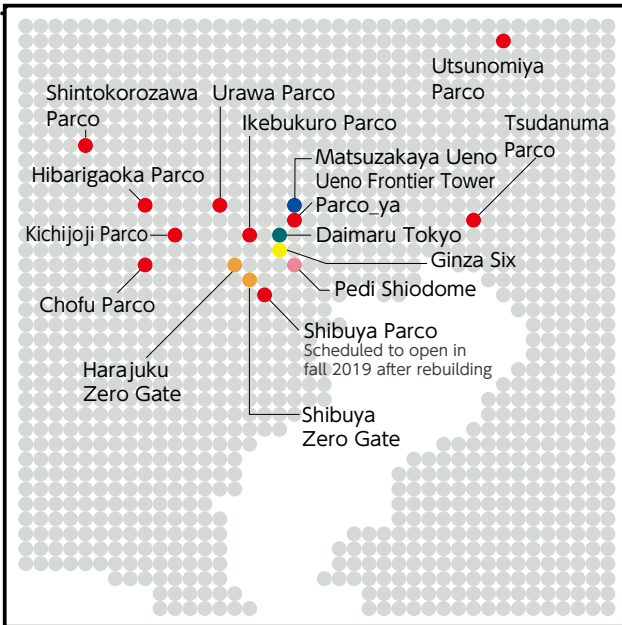 Utsunomiya
Parco
Shintokorozawa
Parco
Urawa Parco
Ikebukuro Parco
Tsudanuma
Parco
Matsuzakaya Ueno
Ueno Frontier Tower
Parco_ya
Hibarigaoka Parco
Kichijoji Parco
Daimaru Tokyo
Ginza Six
Chofu Parco
Pedi Shiodome
Shibuya Parco
Scheduled to open in
fall 2019 after rebuilding
Harajuku
Zero Gate
Shibuya
Zero Gate